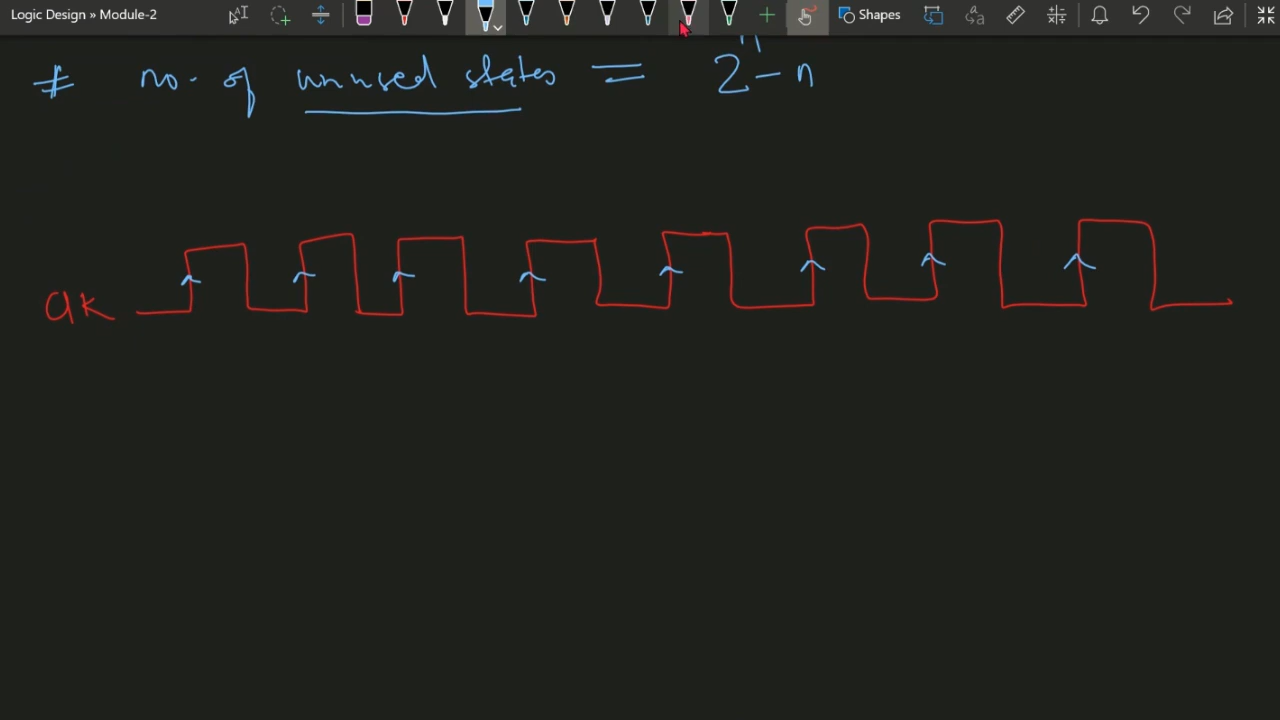 Logic Design » Module-2
Shapes
# no. of unused states = 2ⁿ - n
clk